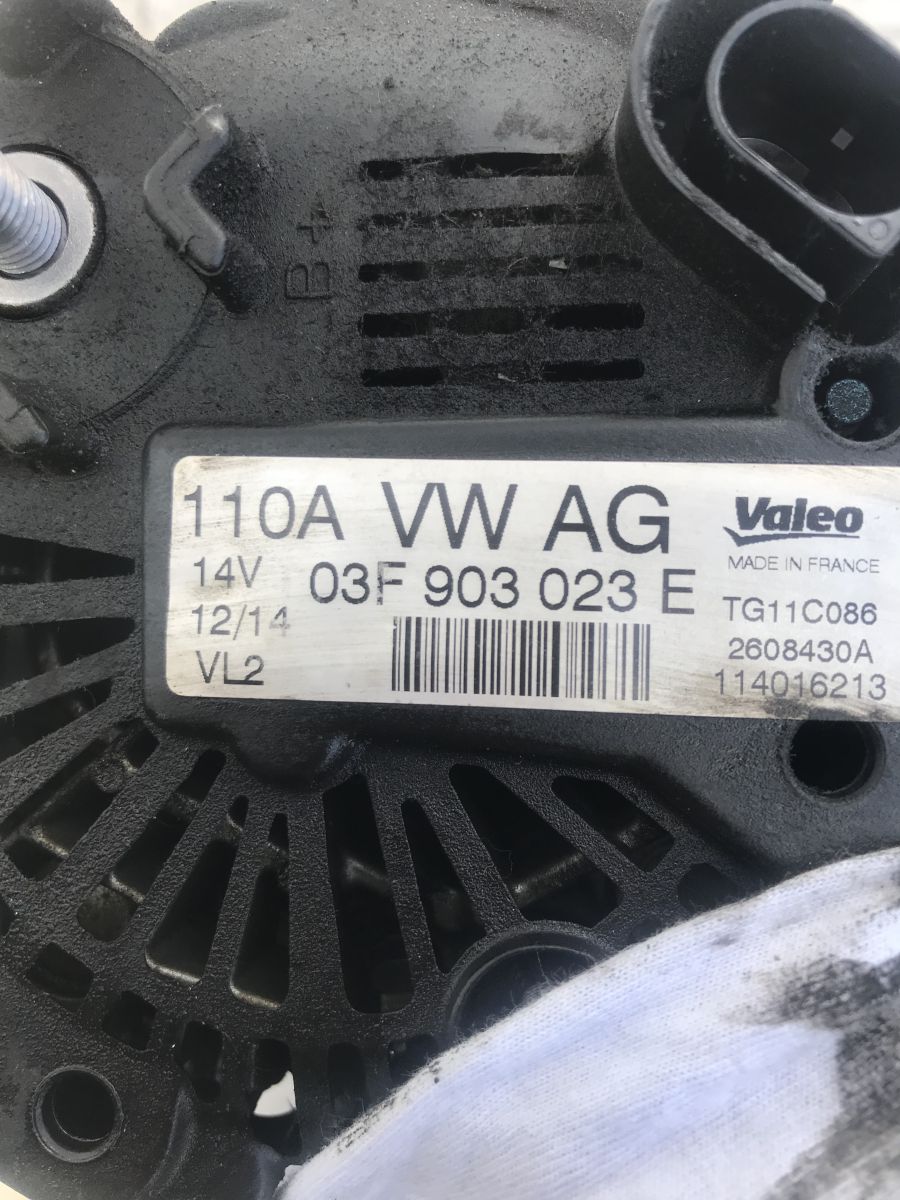 B+
110A VW AG
14V 03F 903 023 E
12/14
VL2
Valeo
MADE IN FRANCE
TG11C086
2608430A
114016213